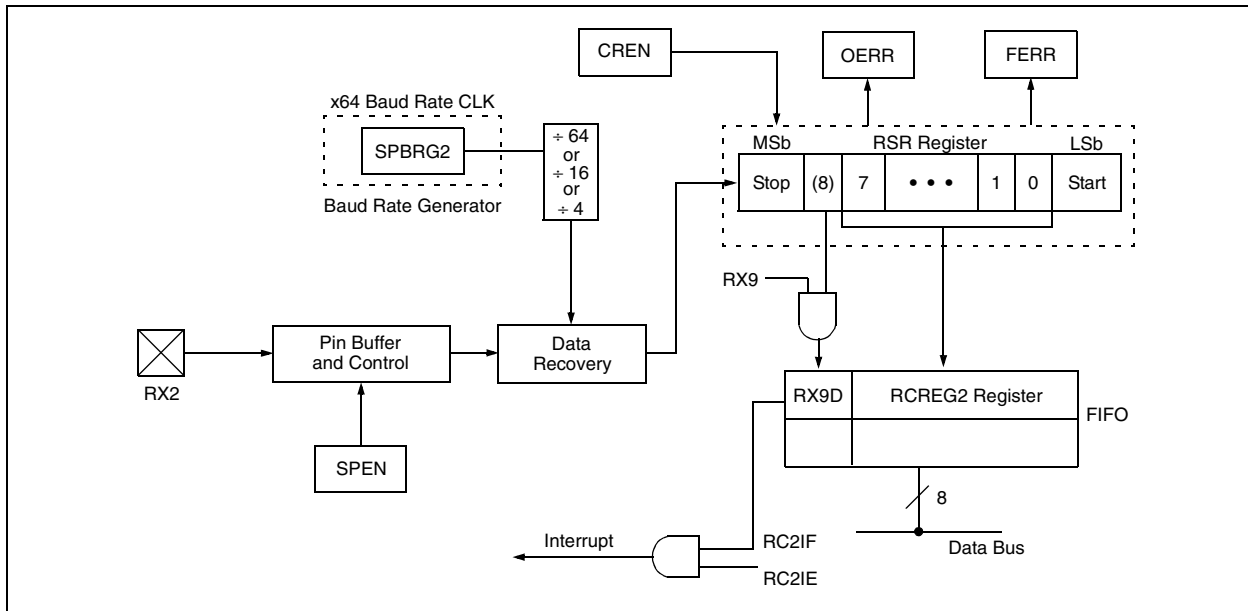 CREN
OERR
FERR
x64 Baud Rate CLK
SPBRG2
÷ 64
or
÷ 16
or
÷ 4
Baud Rate Generator
MSb
RSR Register
LSb
Stop
(8)
7
• • •
1
0
Start
RX9
RX2
Pin Buffer
and Control
Data
Recovery
SPEN
RX9D
RCREG2 Register
FIFO
8
Data Bus
Interrupt
RC2IF
RC2IE